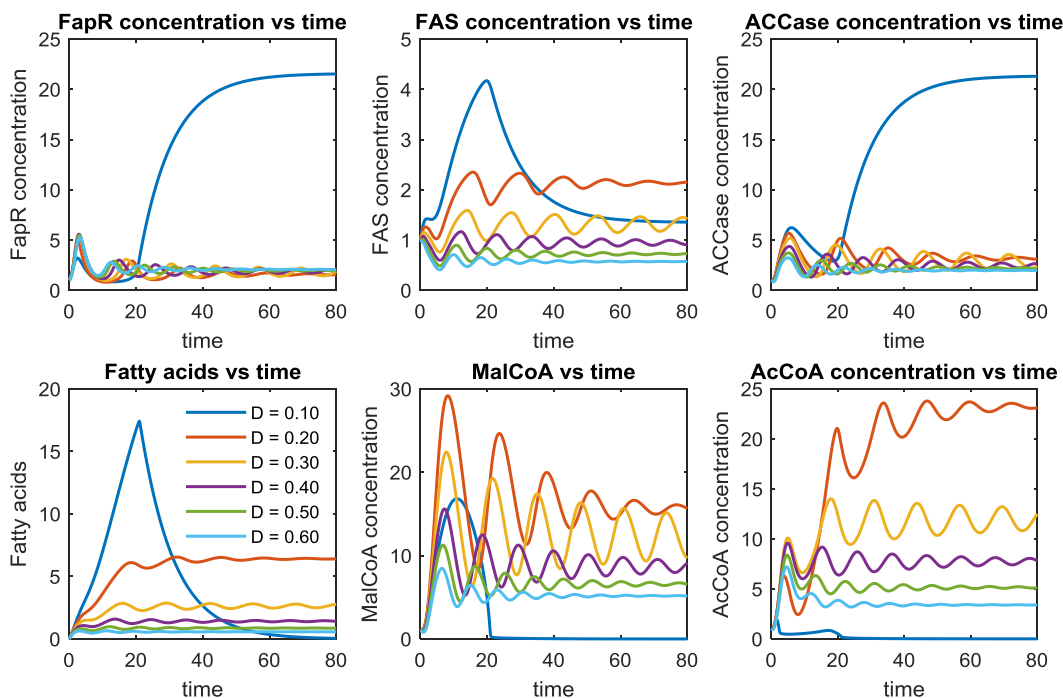 FapR concentration vs time
FapR concentration
25
20
15
10
5
0
0 20 40 60 80
time
FAS concentration vs time
FAS concentration
5
4
3
2
1
0
0 20 40 60 80
time
ACCase concentration vs time
ACCase concentration
25
20
15
10
5
0
0 20 40 60 80
time
Fatty acids vs time
Fatty acids
20
15
10
5
0
D = 0.10
D = 0.20
D = 0.30
D = 0.40
D = 0.50
D = 0.60
0 20 40 60 80
time
MalCoA vs time
MalCoA concentration
30
20
10
0
0 20 40 60 80
time
AcCoA concentration vs time
AcCoA concentration
25
20
15
10
5
0
0 20 40 60 80
time